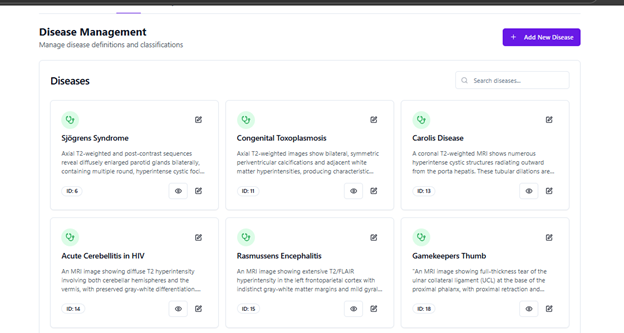 Disease Management
Manage disease definitions and classifications
+ Add New Disease
Diseases
Search diseases...
Sjögrens Syndrome
Axial T2-weighted and post-contrast sequences
reveal diffusely enlarged parotid glands bilaterally,
containing multiple round, hyperintense cystic foci...
ID: 6
Congenital Toxoplasmosis
Axial T2-weighted images show bilateral, symmetric
periventricular calcifications and adjacent white
matter hyperintensities, producing characteristic...
ID: 11
Carolis Disease
A coronal T2-weighted MRI shows numerous
hyperintense cystic structures radiating outward
from the porta hepatis. These tubular dilations are...
ID: 13
Acute Cerebellitis in HIV
An MRI image showing diffuse T2 hyperintensity
involving both cerebellar hemispheres and the
vermis, with preserved gray-white differentiation....
ID: 14
Rasmussens Encephalitis
An MRI image showing extensive T2/FLAIR
hyperintensity in the left frontoparietal cortex with
indistinct gray-white matter margins and mild gyral...
ID: 15
Gamekeepers Thumb
"An MRI image showing full-thickness tear of the
ulnar collateral ligament (UCL) at the base of the
proximal phalanx, with proximal retraction and...
ID: 18